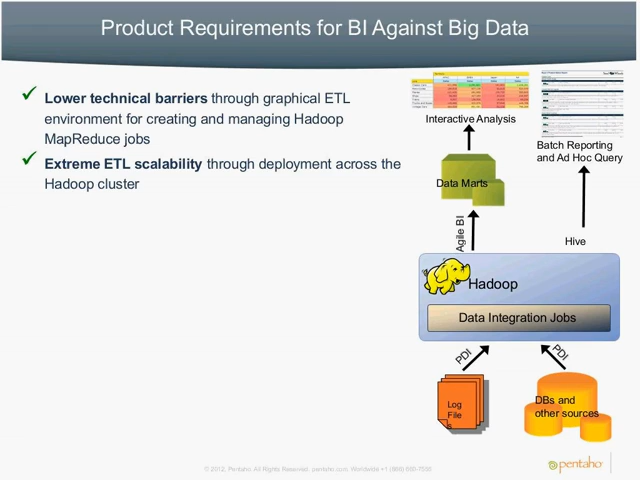 Product Requirements for BI Against Big Data
Lower technical barriers through graphical ETL
environment for creating and managing Hadoop
MapReduce jobs
Extreme ETL scalability through deployment across the
Hadoop cluster
Interactive Analysis
Batch Reporting
and Ad Hoc Query
Data Marts
Agile BI
Hive
Hadoop
Data Integration Jobs
PDI
PDI
Log
File
s
DBs and
other sources
© 2012, Pentaho. All Rights Reserved. pentaho.com. Worldwide +1 (866)
pentaho